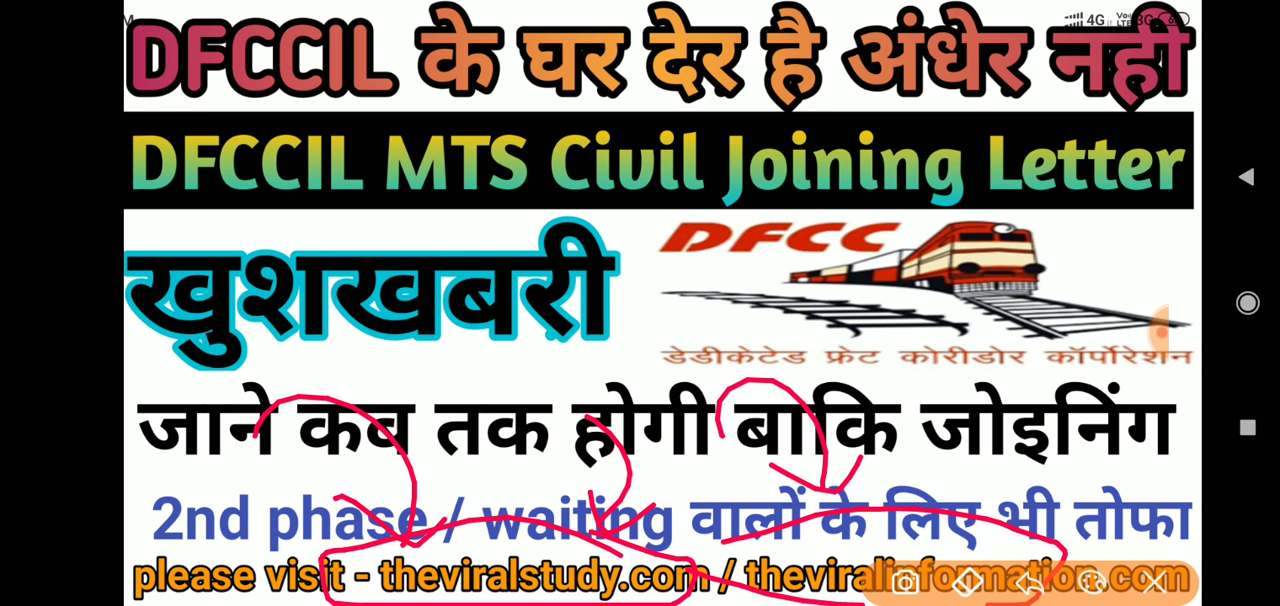 DFCCIL के घर देर है अंधेर नही
DFCCIL MTS Civil Joining Letter
खुशखबरी
DFCC
डेडीकेटेड फ्रेट कोरीडोर कॉर्पोरेशन
जाने कब तक होगी बाकि जोइनिंग
2nd phase / waiting वालों के लिए भी तोफा
please visit - theviralstudy.com / theviralinformation.com